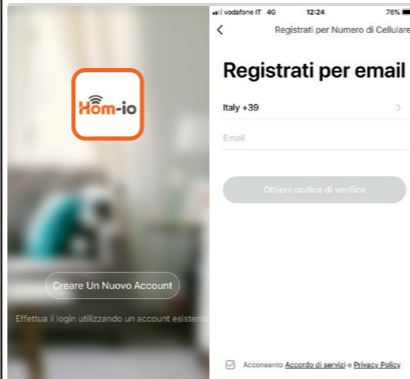 Hom-io
Creare Un Nuovo Account
Effettua il login utilizzando un account esistente
vodafone IT 4G 12:24 76%
Registrati per Numero di Cellulare
Registrati per email
Italy +39
Email
Ottieni codice di verifica
Acconsento Accordo di servizi e Privacy Policy